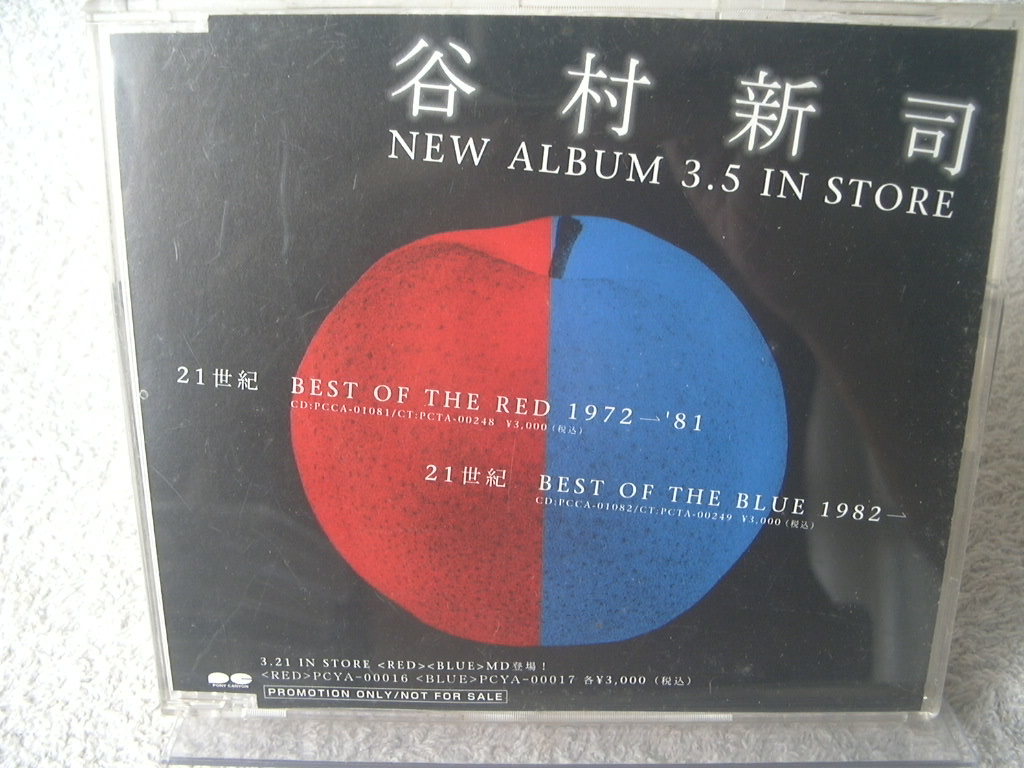 谷村新司
NEW ALBUM 3.5 IN STORE
21世紀 BEST OF THE RED 1972→'81
CD:PCCA-01081/CT:PCTA-00248 ¥3,000(税込)
21世紀 BEST OF THE BLUE 1982→
CD:PCCA-01082/CT:PCTA-00249 ¥3,000(税込)
3.21 IN STORE <RED><BLUE>MD登場!
<RED>PCYA-00016 <BLUE>PCYA-00017 各¥3,000(税込)
PONY CANYON
PROMOTION ONLY/NOT FOR SALE